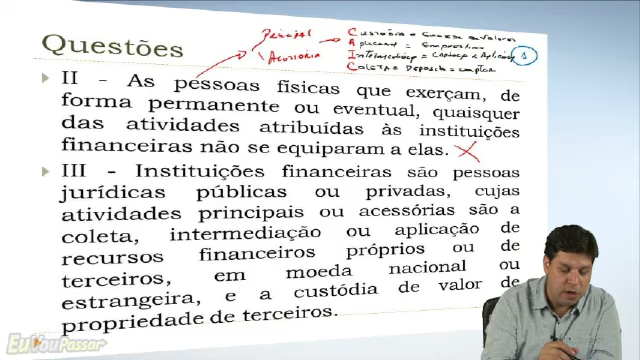 Questões
Principal
Acessória
Custódia = Guarda de Valores
Aplicação = Empréstimo
Intermediação = Captação e Aplicação
Coleta = Deposito = captar
1
II - As pessoas físicas que exerçam, de
forma permanente ou eventual, quaisquer
das atividades atribuídas às instituições
financeiras não se equiparam a elas.
III - Instituições financeiras são pessoas
jurídicas públicas ou privadas, cujas
atividades principais ou acessórias são a
coleta, intermediação ou aplicação de
recursos financeiros próprios ou de
terceiros, em moeda nacional ou
estrangeira, e a custódia de valor de
propriedade de terceiros.
EuVouPassar